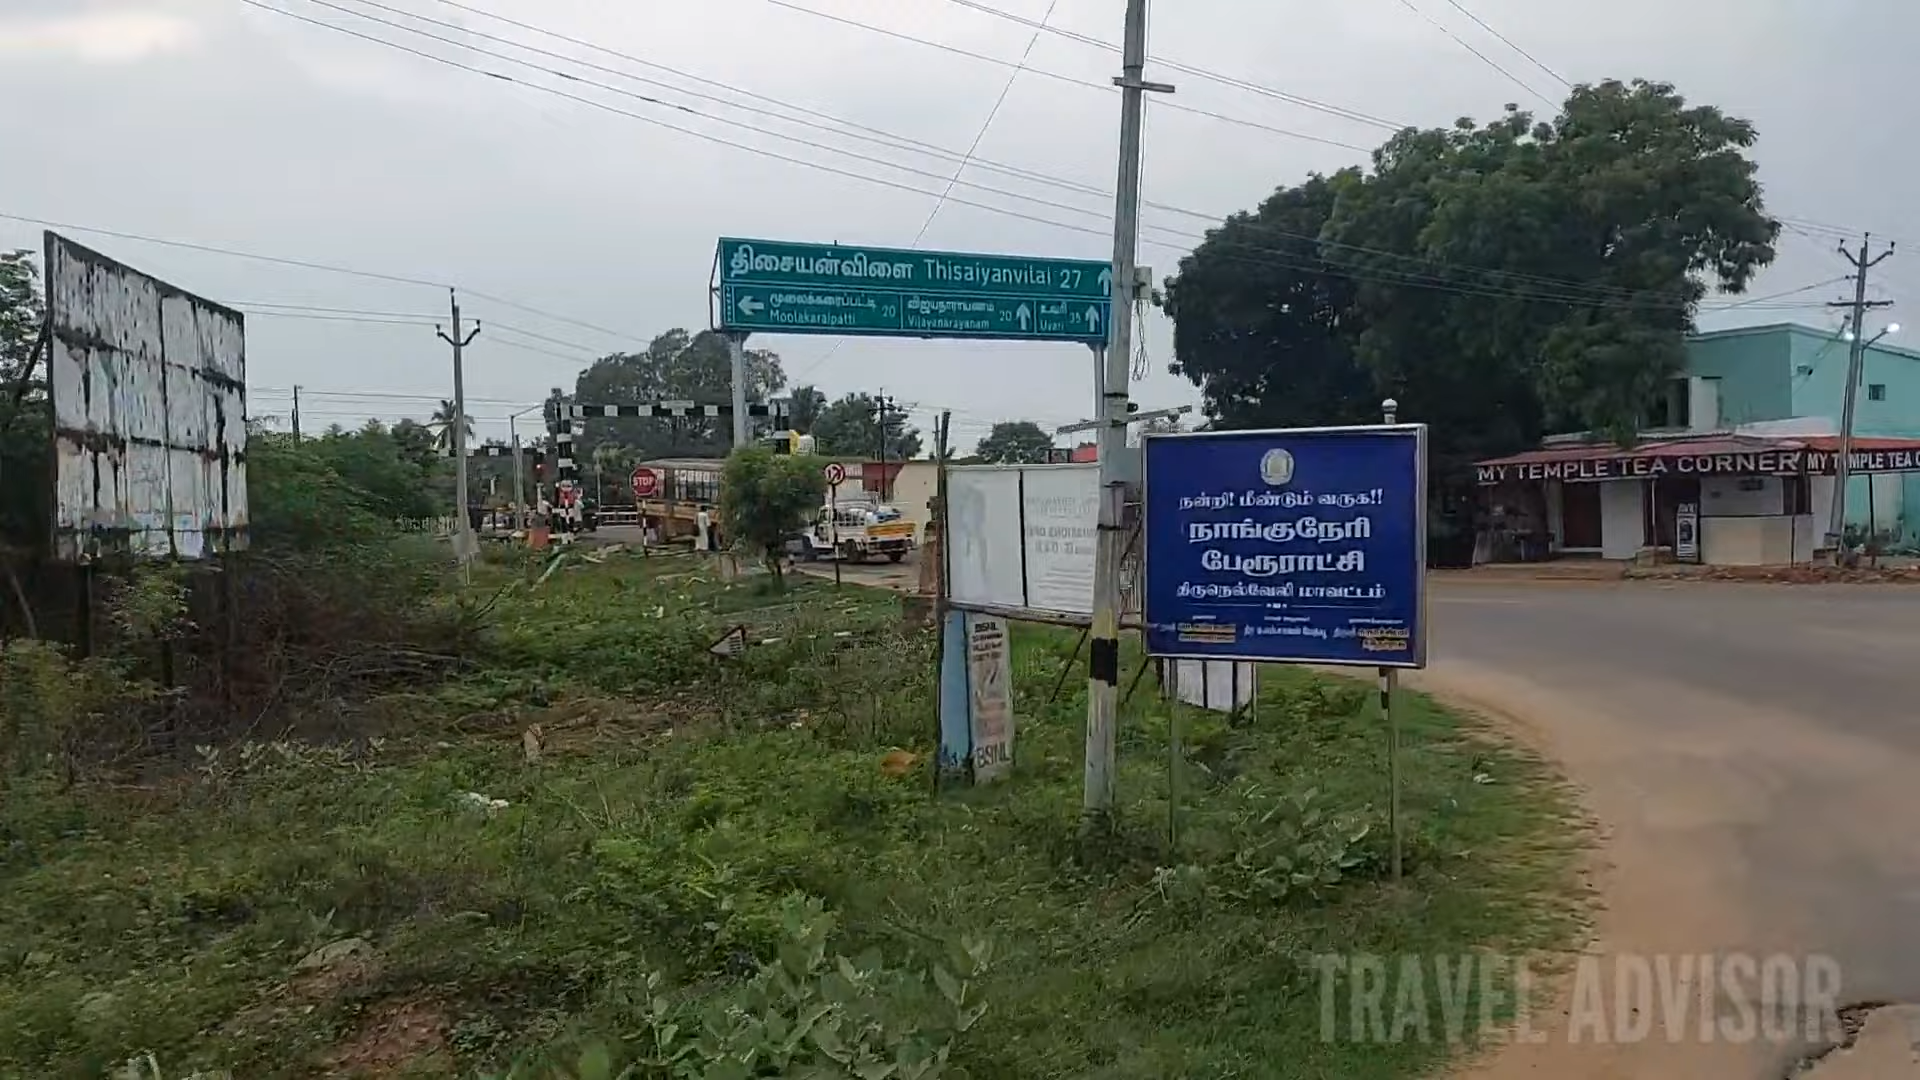 திசையன்விளை Thisaiyanvilai 27
மூலைக்கரைப்பட்டி 20
Moolakaraipatti
விஜயநாராயணம் 20
Vijayanarayanam
உவரி 35
Uvari
STOP
MY TEMPLE TEA CORNER
MY TEMPLE TEA C
நன்றி! மீண்டும் வருக!!
நாங்குநேரி
பேரூராட்சி
திருநெல்வேலி மாவட்டம்
BSNL
BSNL
TRAVEL ADVISOR